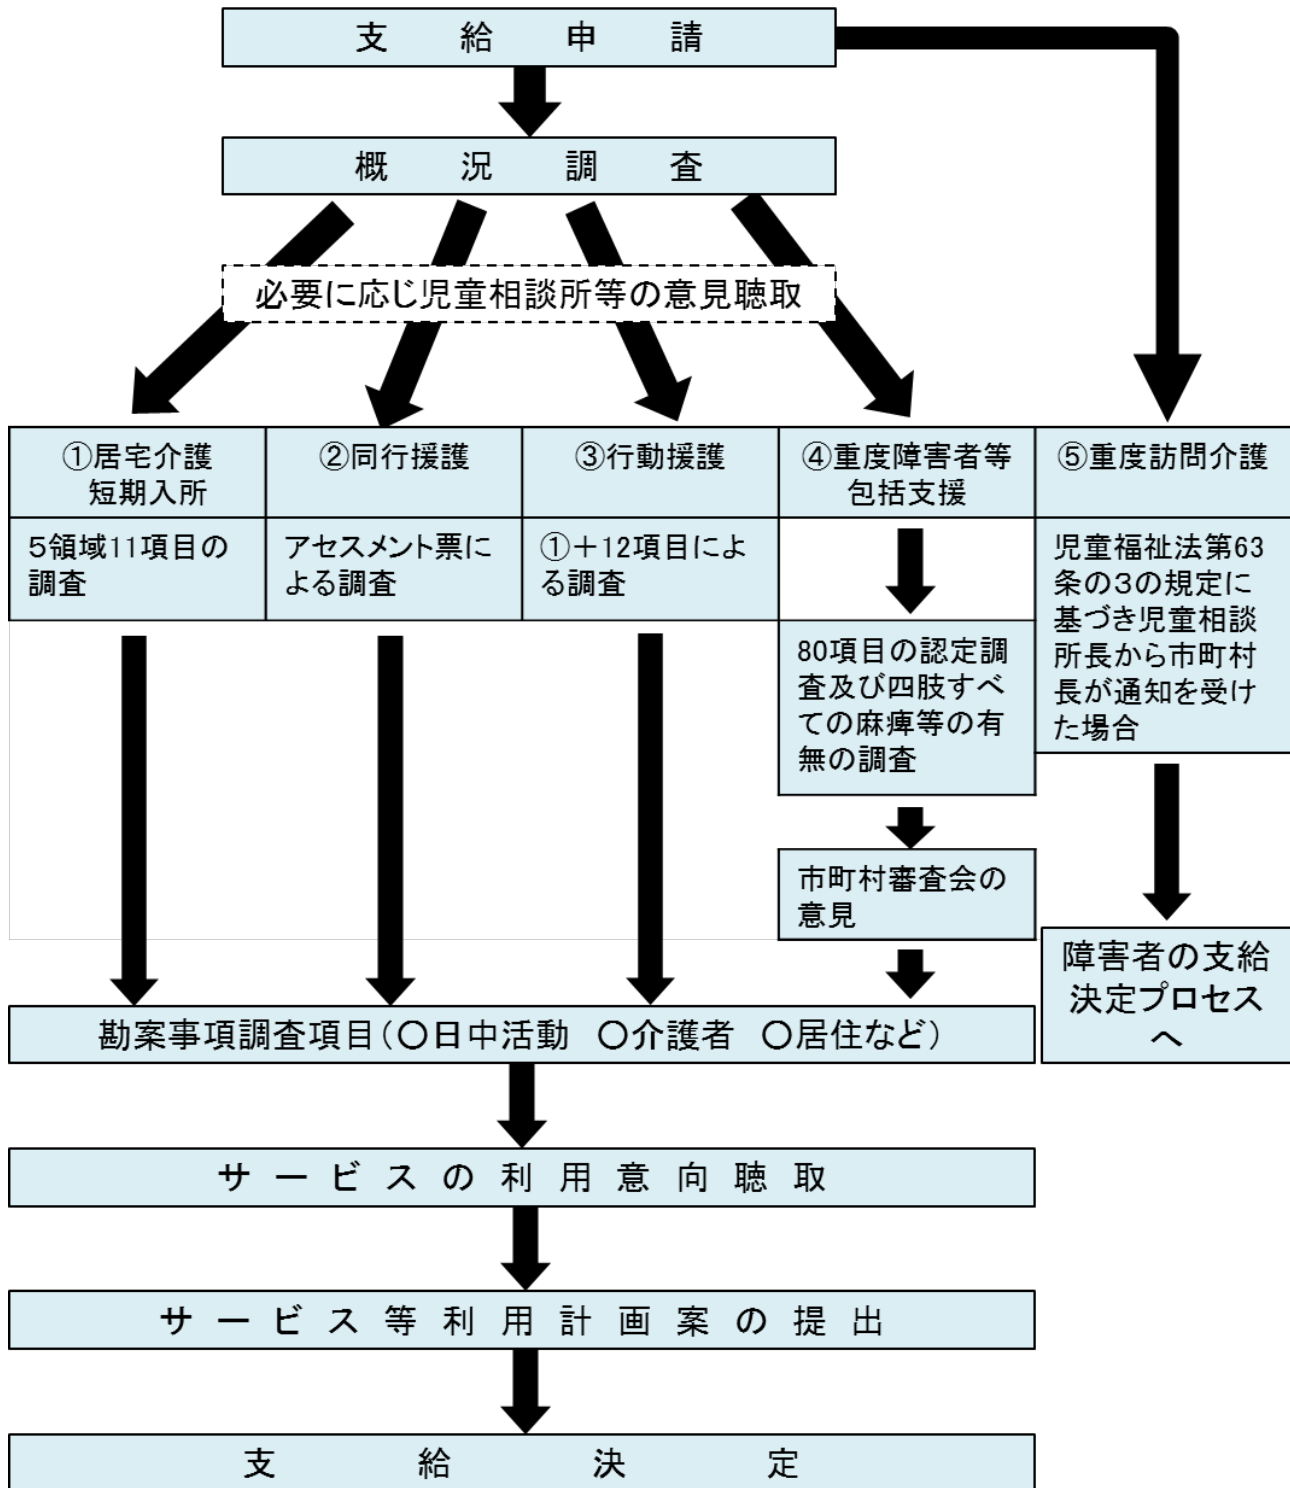 支給申請
概況調査
必要に応じ児童相談所等の意見聴取
①居宅介護
短期入所
②同行援護
③行動援護
④重度障害者等
包括支援
⑤重度訪問介護
5領域11項目の
調査
アセスメント票に
よる調査
①＋12項目によ
る調査
80項目の認定調
査及び四肢すべ
ての麻痺等の有
無の調査
市町村審査会の
意見
児童福祉法第63
条の3の規定に
基づき児童相談
所長から市町村
長が通知を受け
た場合
障害者の支給
決定プロセス
へ
勘案事項調査項目（○日中活動　○介護者　○居住など）
サービスの利用意向聴取
サービス等利用計画案の提出
支給決定